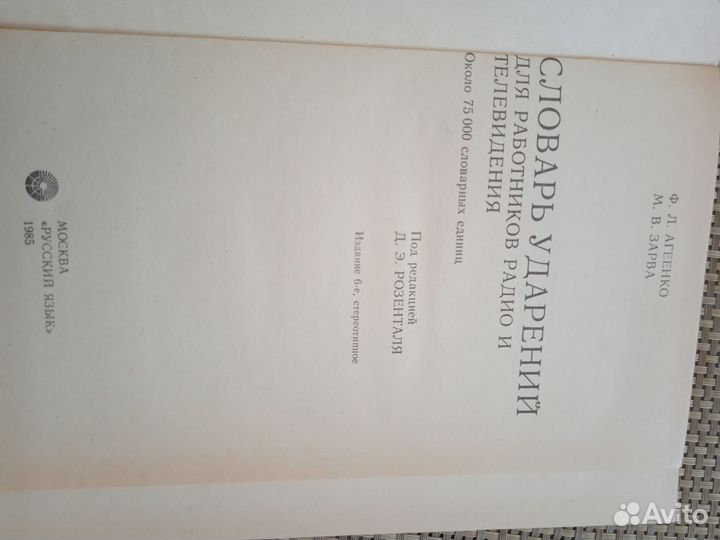 Ф. Л. АГЕЕНКО
М. В. ЗАРВА
СЛОВАРЬ УДАРЕНИЙ
ДЛЯ РАБОТНИКОВ РАДИО И
ТЕЛЕВИДЕНИЯ
Около 75 000 словарных единиц
Под редакцией
Д. Э. РОЗЕНТАЛЯ
Издание 6-е, стереотипное
МОСКВА
«РУССКИЙ ЯЗЫК»
1985
Avito